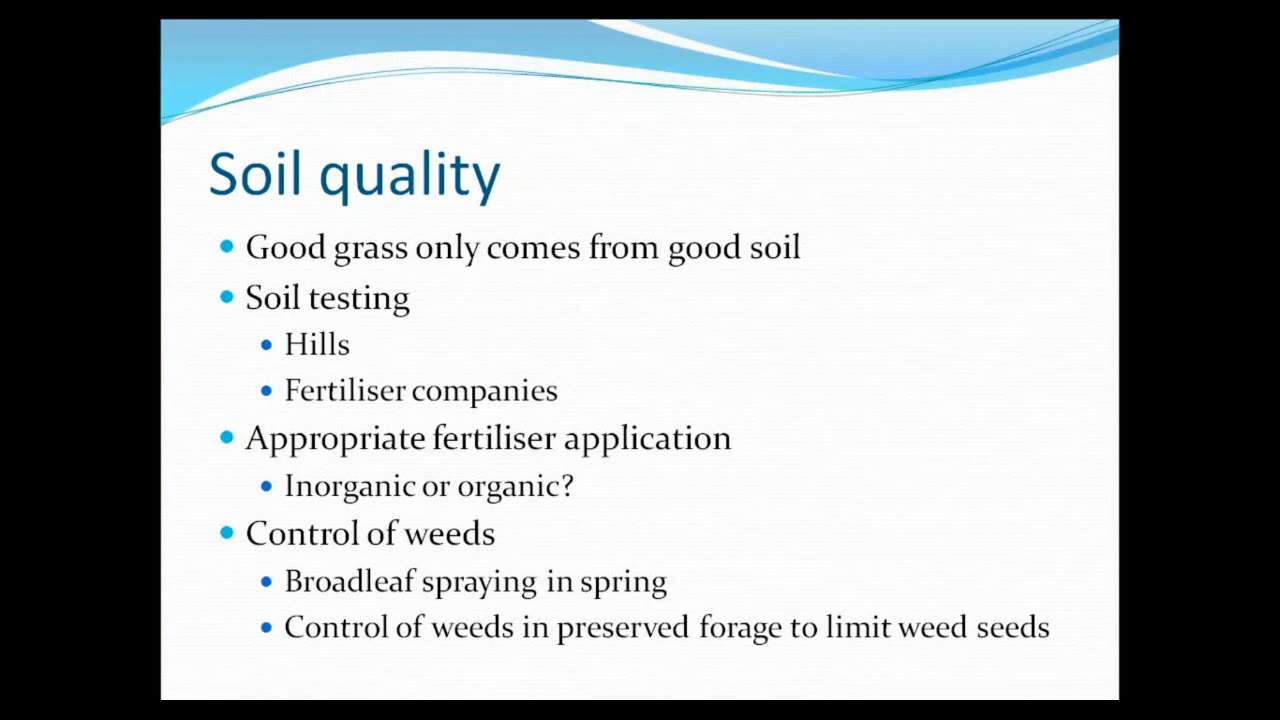 Soil quality
Good grass only comes from good soil
Soil testing
Hills
Fertiliser companies
Appropriate fertiliser application
Inorganic or organic?
Control of weeds
Broadleaf spraying in spring
Control of weeds in preserved forage to limit weed seeds